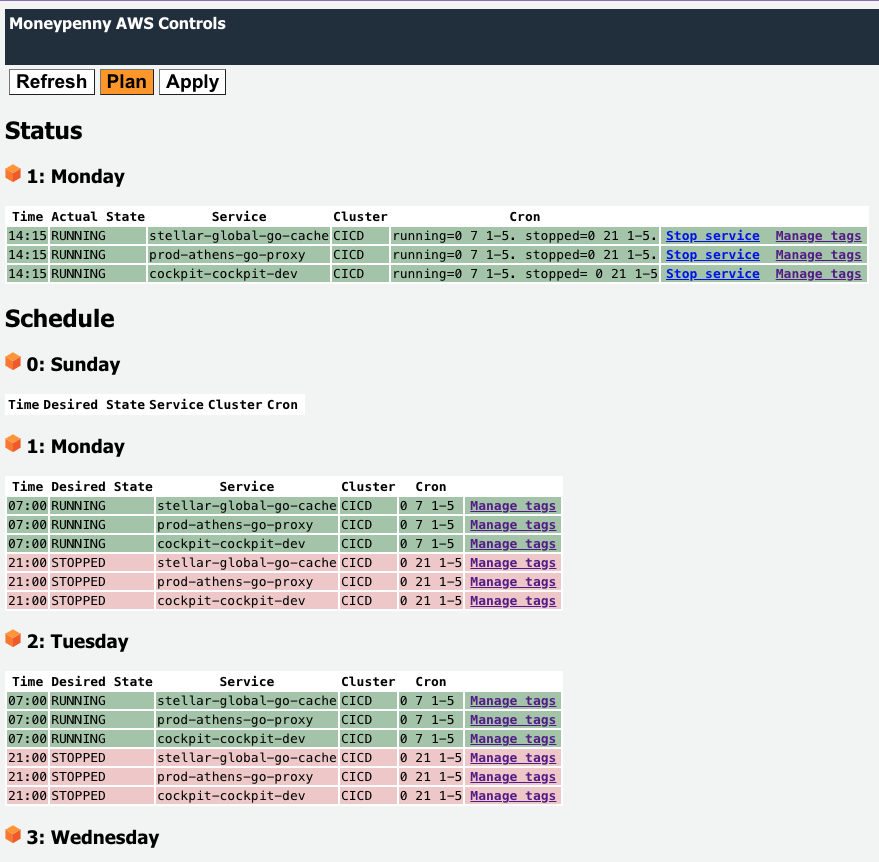 Moneypenny AWS Controls
Refresh Plan Apply
Status
1: Monday
Time Actual State Service Cluster Cron
14:15 RUNNING stellar-global-go-cache CICD running=0 7 1-5. stopped=0 21 1-5. Stop service Manage tags
14:15 RUNNING prod-athens-go-proxy CICD running=0 7 1-5. stopped=0 21 1-5. Stop service Manage tags
14:15 RUNNING cockpit-cockpit-dev CICD running=0 7 1-5. stopped= 0 21 1-5 Stop service Manage tags
Schedule
0: Sunday
Time Desired State Service Cluster Cron
1: Monday
Time Desired State Service Cluster Cron
07:00 RUNNING stellar-global-go-cache CICD 0 7 1-5 Manage tags
07:00 RUNNING prod-athens-go-proxy CICD 0 7 1-5 Manage tags
07:00 RUNNING cockpit-cockpit-dev CICD 0 7 1-5 Manage tags
21:00 STOPPED stellar-global-go-cache CICD 0 21 1-5 Manage tags
21:00 STOPPED prod-athens-go-proxy CICD 0 21 1-5 Manage tags
21:00 STOPPED cockpit-cockpit-dev CICD 0 21 1-5 Manage tags
2: Tuesday
Time Desired State Service Cluster Cron
07:00 RUNNING stellar-global-go-cache CICD 0 7 1-5 Manage tags
07:00 RUNNING prod-athens-go-proxy CICD 0 7 1-5 Manage tags
07:00 RUNNING cockpit-cockpit-dev CICD 0 7 1-5 Manage tags
21:00 STOPPED stellar-global-go-cache CICD 0 21 1-5 Manage tags
21:00 STOPPED prod-athens-go-proxy CICD 0 21 1-5 Manage tags
21:00 STOPPED cockpit-cockpit-dev CICD 0 21 1-5 Manage tags
3: Wednesday